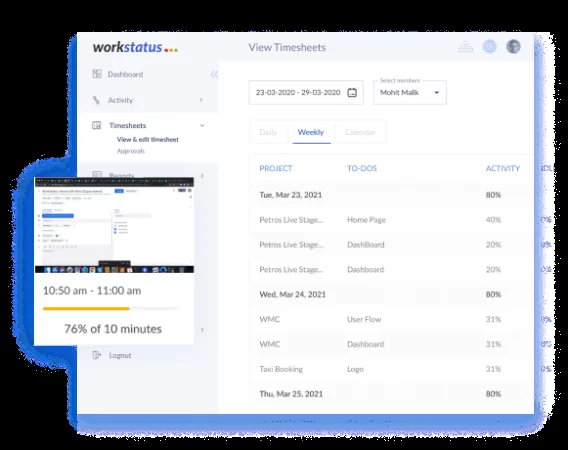 workstatus
View Timesheets
Dashboard
Activity
Timesheets
View & edit timesheet
Approvals
Reports
Logout
10:50 am - 11:00 am
76% of 10 minutes
23-03-2020 - 29-03-2020
Select members
Mohit Malik
Daily
Weekly
Calendar
PROJECT TO-DOS ACTIVITY
Tue, Mar 23, 2021 80%
Petros Live Stage... Home Page 40%
Petros Live Stage... Dashlloard 20%
Petros Live Stage... Dashboard 20%
Wed, Mar 24, 2021 80%
WMC User Flow 31%
WMC Dashboard 31%
Taxi Booking Logo 31%
Thu, Mar 25, 2021 80%